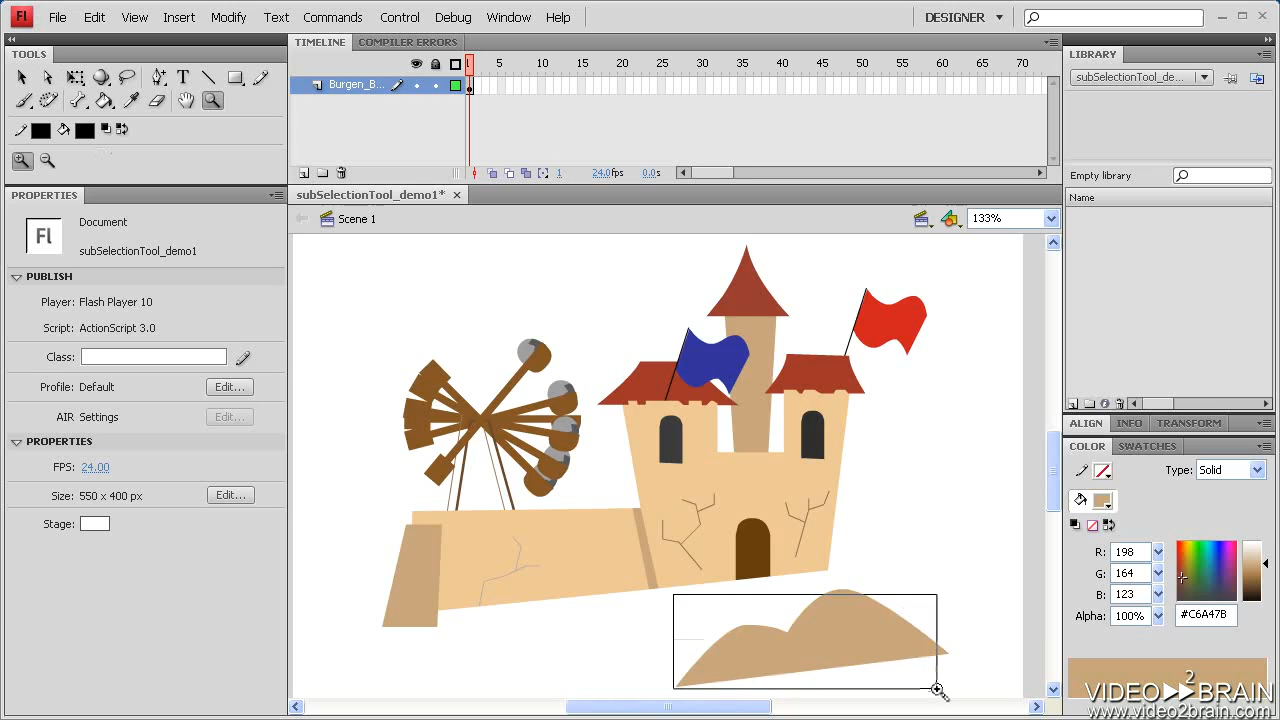 Fl File Edit View Insert Modify Text Commands Control Debug Window Help DESIGNER
TOOLS
TIMELINE COMPILER ERRORS
LIBRARY
1 5 10 15 20 25 30 35 40 45 50 55 60 65 70
subSelectionTool_de...
Burgen_B...
1 24.0fps 0.0s
Empty library
PROPERTIES
subSelectionTool_demo1*
Name
Scene 1
133%
Fl
Document
subSelectionTool_demo1
PUBLISH
Player: Flash Player 10
Script: ActionScript 3.0
Class:
Profile: Default Edit...
AIR Settings Edit...
PROPERTIES
FPS: 24.00
Size: 550 x 400 px Edit...
Stage:
ALIGN INFO TRANSFORM
COLOR SWATCHES
Type: Solid
R: 198
G: 164
B: 123
Alpha: 100% #C6A47B
VIDEO2BRAIN
www.video2brain.com